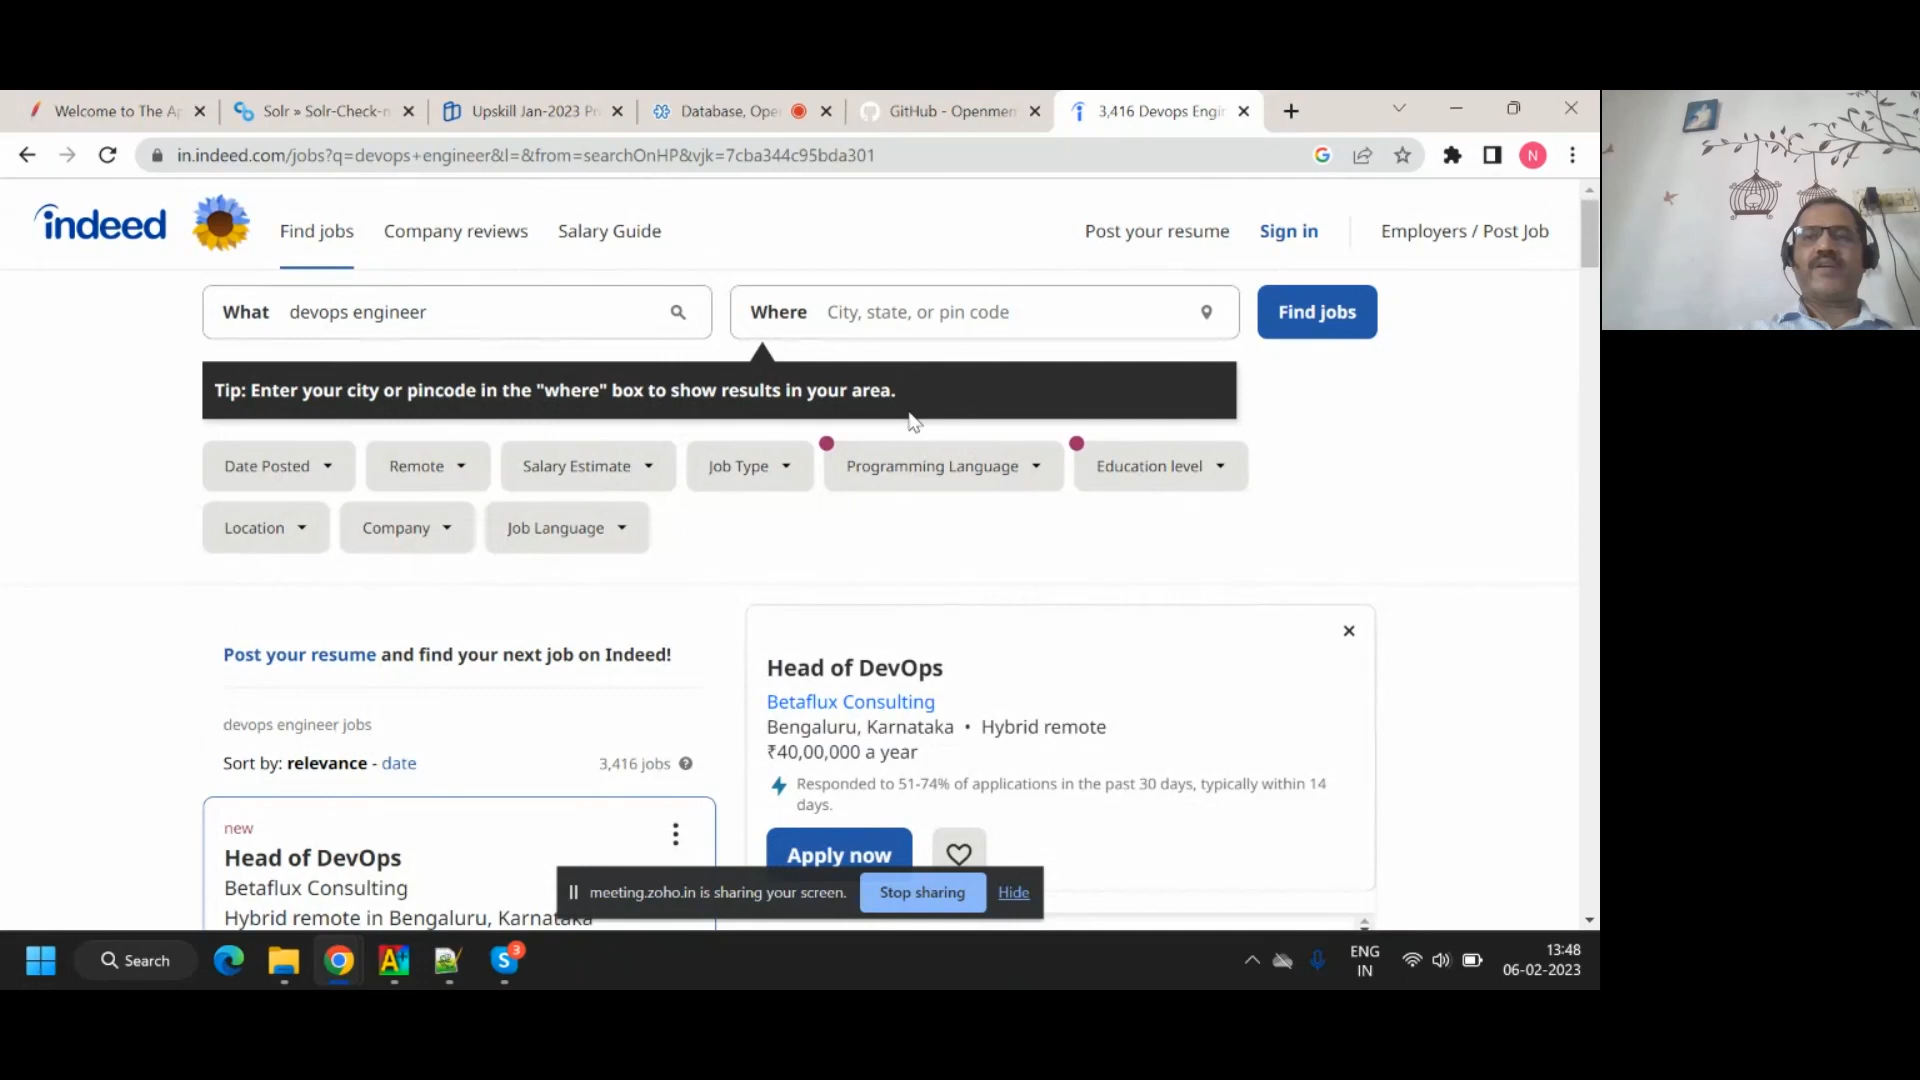 Welcome to The Ap
Solr » Solr-Check-n
Upskill Jan-2023 Pr
Database, Ope
GitHub - Openmen
3,416 Devops Engin
in.indeed.com/jobs?q=devops+engineer&l=&from=searchOnHP&vjk=7cba344c95bda301
N
indeed
Find jobs
Company reviews
Salary Guide
Post your resume
Sign in
Employers / Post Job
What devops engineer
Where City, state, or pin code
Find jobs
Tip: Enter your city or pincode in the "where" box to show results in your area.
Date Posted
Remote
Salary Estimate
Job Type
Programming Language
Education level
Location
Company
Job Language
Post your resume and find your next job on Indeed!
devops engineer jobs
Sort by: relevance - date
3,416 jobs
new
Head of DevOps
Betaflux Consulting
Hybrid remote in Bengaluru, Karnataka
Head of DevOps
Betaflux Consulting
Bengaluru, Karnataka • Hybrid remote
₹40,00,000 a year
Responded to 51-74% of applications in the past 30 days, typically within 14
days.
Apply now
meeting.zoho.in is sharing your screen.
Stop sharing
Hide
Search
3
ENG
IN
13:48
06-02-2023